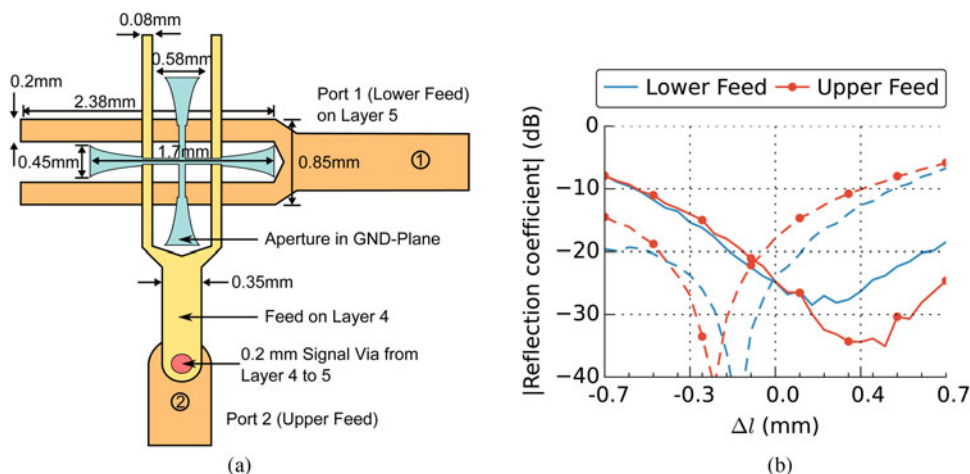 0.08mm
0.58mm
0.2mm
2.38mm
Port 1 (Lower Feed)
on Layer 5
0.45mm
1.7mm
0.85mm
①
Aperture in GND-Plane
0.35mm
Feed on Layer 4
0.2 mm Signal Via from
Layer 4 to 5
②
Port 2 (Upper Feed)
(a)
Lower Feed
Upper Feed
|Reflection coefficient| (dB)
0
−10
−20
−30
−40
-0.7
-0.3
0.0
0.4
0.7
Δl (mm)
(b)